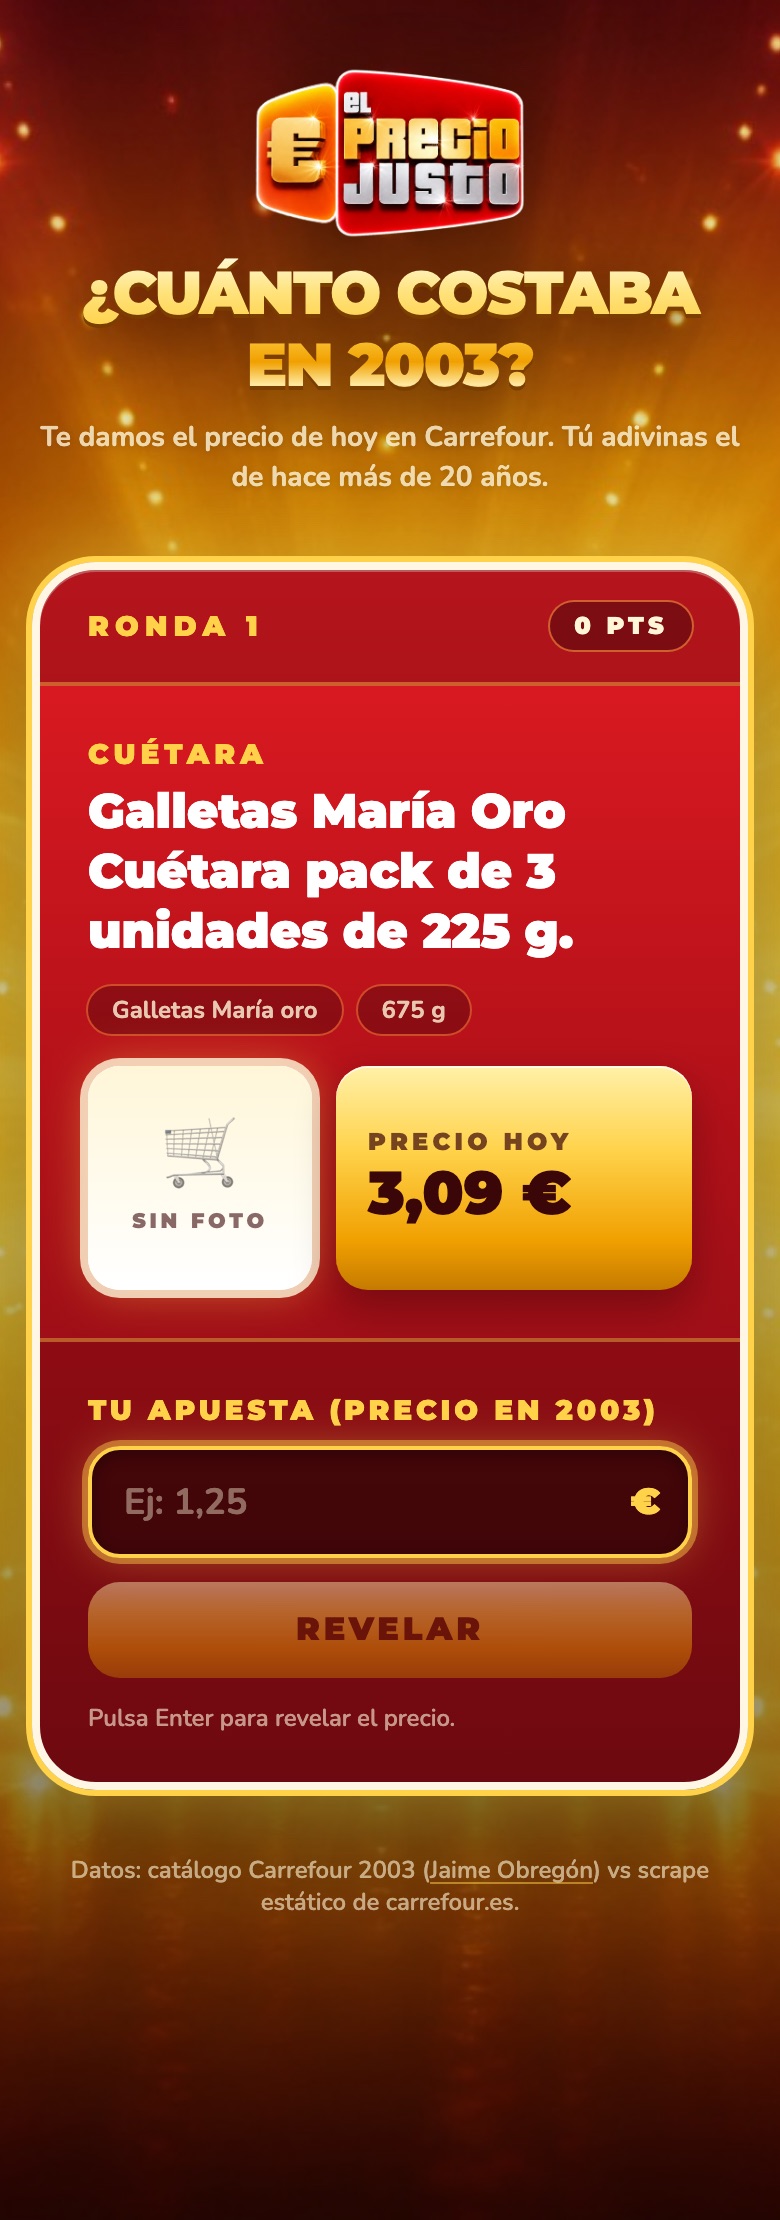 € EL PRECIO JUSTO
¿CUÁNTO COSTABA
EN 2003?
Te damos el precio de hoy en Carrefour. Tú adivinas el
de hace más de 20 años.
RONDA 1
0 PTS
CUÉTARA
Galletas María Oro
Cuétara pack de 3
unidades de 225 g.
Galletas María oro
675 g
SIN FOTO
PRECIO HOY
3,09 €
TU APUESTA (PRECIO EN 2003)
Ej: 1,25 €
REVELAR
Pulsa Enter para revelar el precio.
Datos: catálogo Carrefour 2003 (Jaime Obregón) vs scrape
estático de carrefour.es.